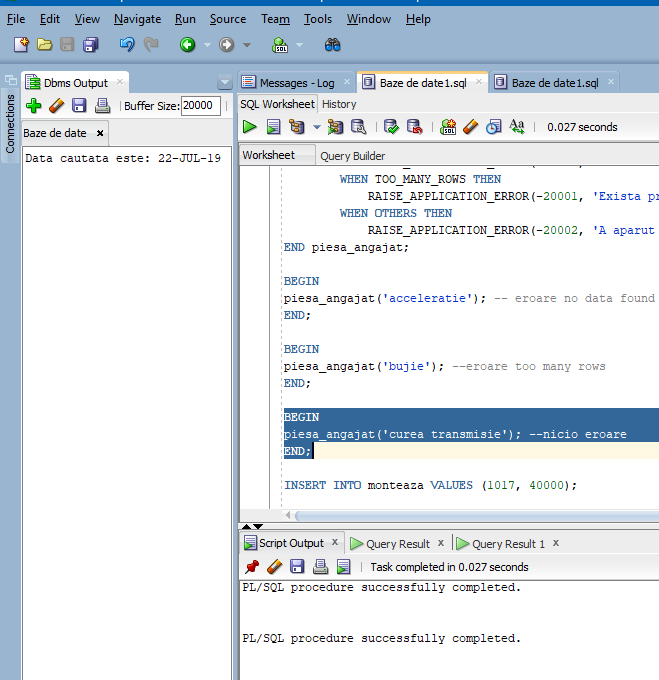 File Edit View Navigate Run Source Team Tools Window Help
Connections
Dbms Output
Buffer Size: 20000
Baze de date
Data cautata este: 22-JUL-19
Messages - Log
Baze de date1.sql
Baze de date1.sql
SQL Worksheet History
0.027 seconds
Worksheet Query Builder
WHEN TOO_MANY_ROWS THEN
RAISE_APPLICATION_ERROR(-20001, 'Exista pr
WHEN OTHERS THEN
RAISE_APPLICATION_ERROR(-20002, 'A aparut
END piesa_angajat;
BEGIN
piesa_angajat('acceleratie'); -- eroare no data found
END;
BEGIN
piesa_angajat('bujie'); --eroare too many rows
END;
BEGIN
piesa_angajat('curea transmisie'); --nicio eroare
END;
INSERT INTO monteaza VALUES (1017, 40000);
Script Output Query Result Query Result 1
Task completed in 0.027 seconds
PL/SQL procedure successfully completed.
PL/SQL procedure successfully completed.